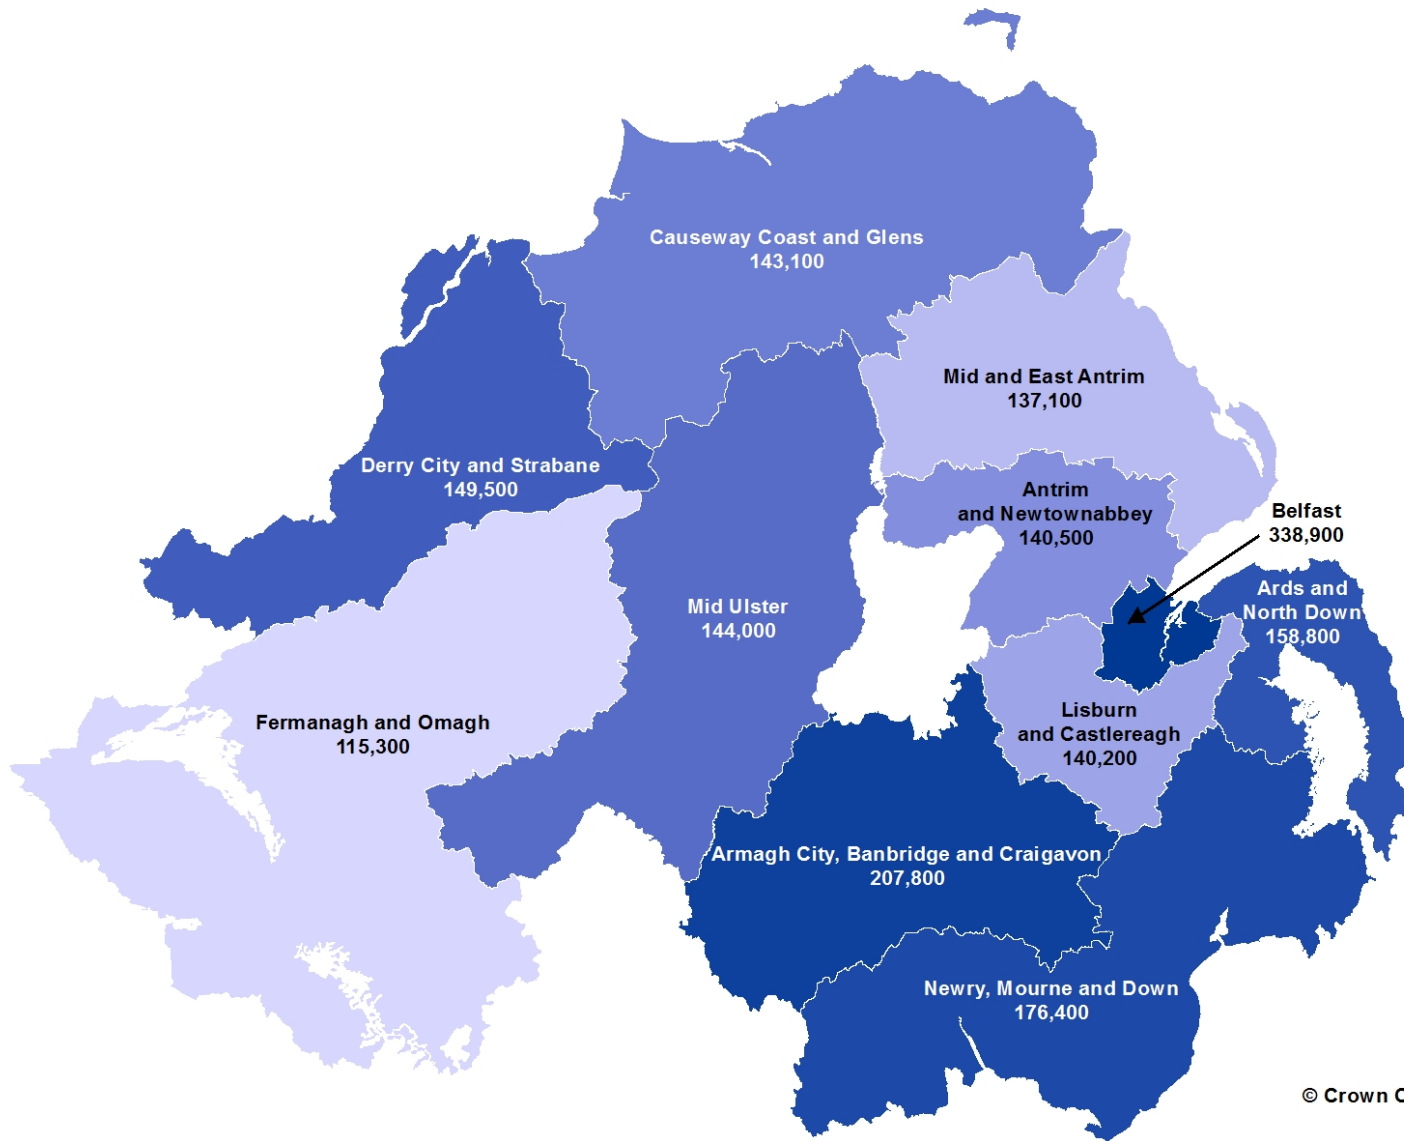 Causeway Coast and Glens
143,100
Mid and East Antrim
137,100
Derry City and Strabane
149,500
Antrim
and Newtownabbey
140,500
Belfast
338,900
Ards and
North Down
158,800
Mid Ulster
144,000
Fermanagh and Omagh
115,300
Lisburn
and Castlereagh
140,200
Armagh City, Banbridge and Craigavon
207,800
Newry, Mourne and Down
176,400
© Crown C